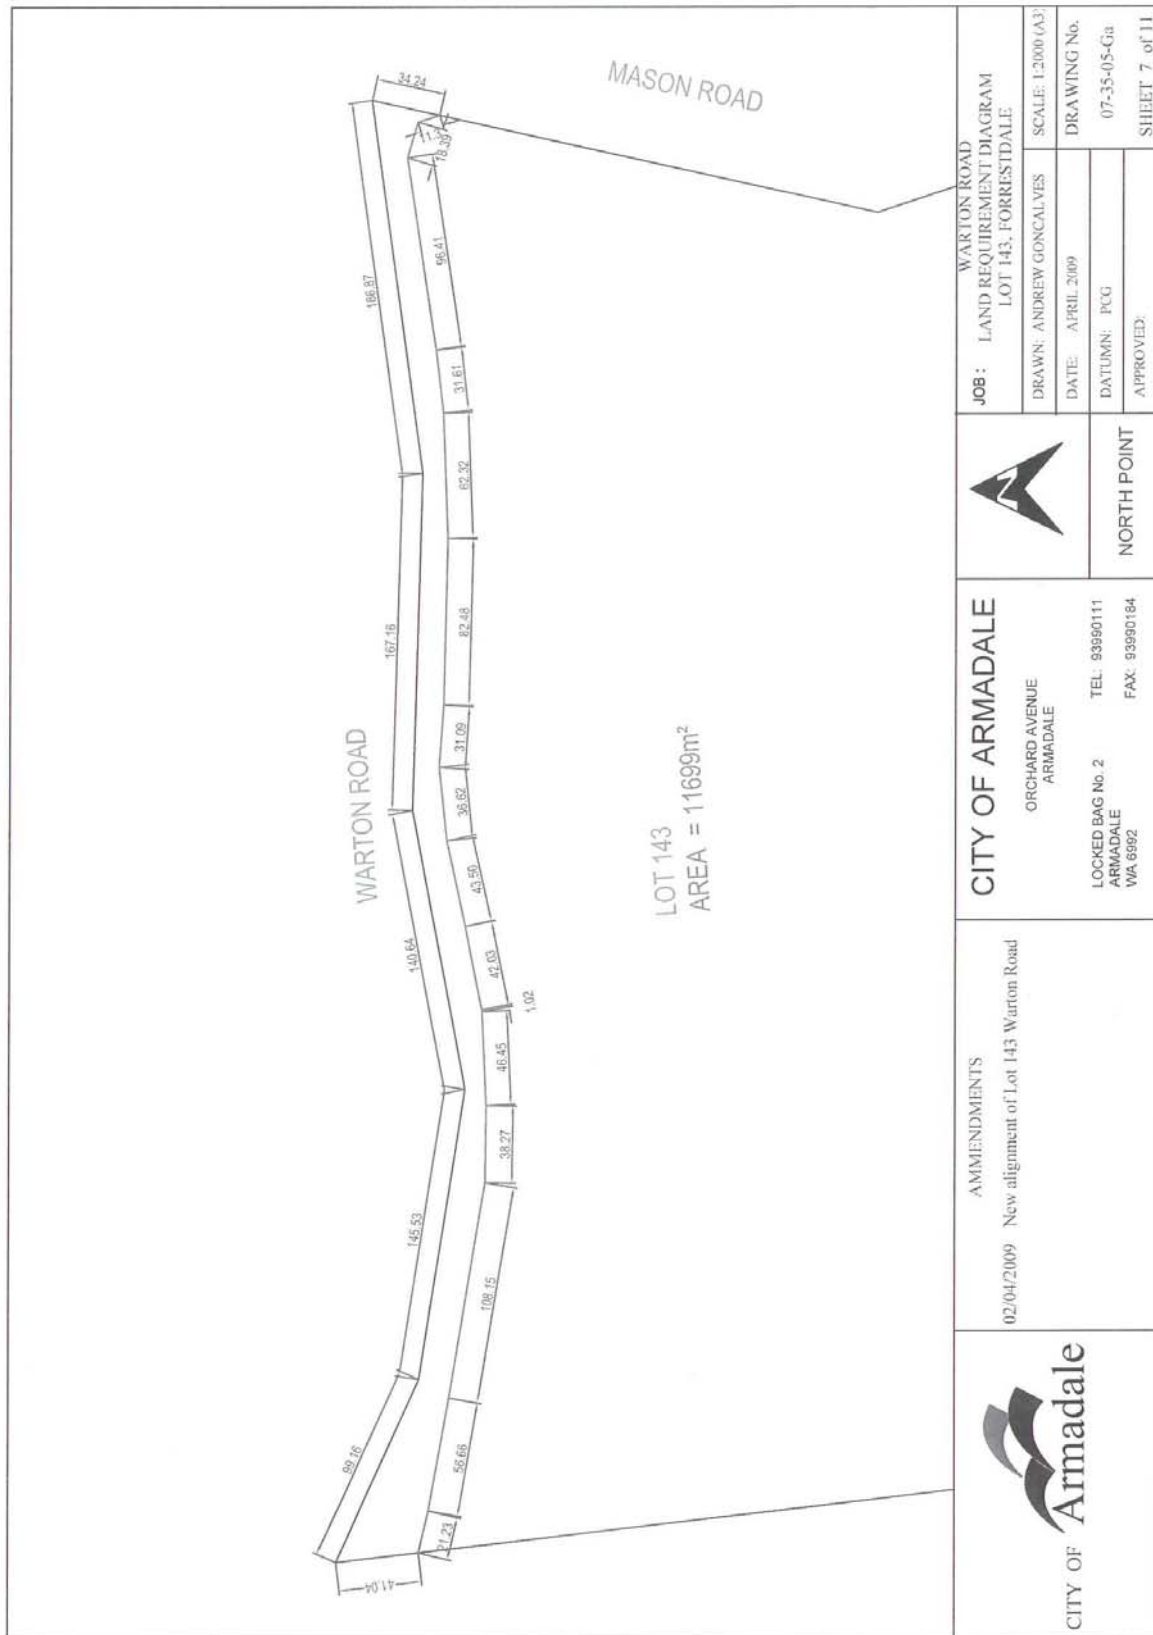 WARTON ROAD
MASON ROAD
LOT 143
AREA = 11699m²
99.16
145.53
140.64
167.16
186.87
34.24
41.04
21.23
56.66
108.15
38.27
46.45
1.02
42.03
43.50
36.62
31.09
82.48
62.32
31.61
96.41
18.39
CITY OF Armadale
AMMENDMENTS
02/04/2009 New alignment of Lot 143 Warton Road
CITY OF ARMADALE
ORCHARD AVENUE
ARMADALE
LOCKED BAG No. 2
ARMADALE
WA 6992
TEL: 93990111
FAX: 93990184
N
NORTH POINT
JOB : WARTON ROAD
LAND REQUIREMENT DIAGRAM
LOT 143, FORRESTDALE
DRAWN: ANDREW GONCALVES
SCALE: 1:2000 (A3)
DATE: APRIL 2009
DRAWING No.
DATUMN: PCG
07-35-05-Ga
APPROVED:
SHEET 7 of 11